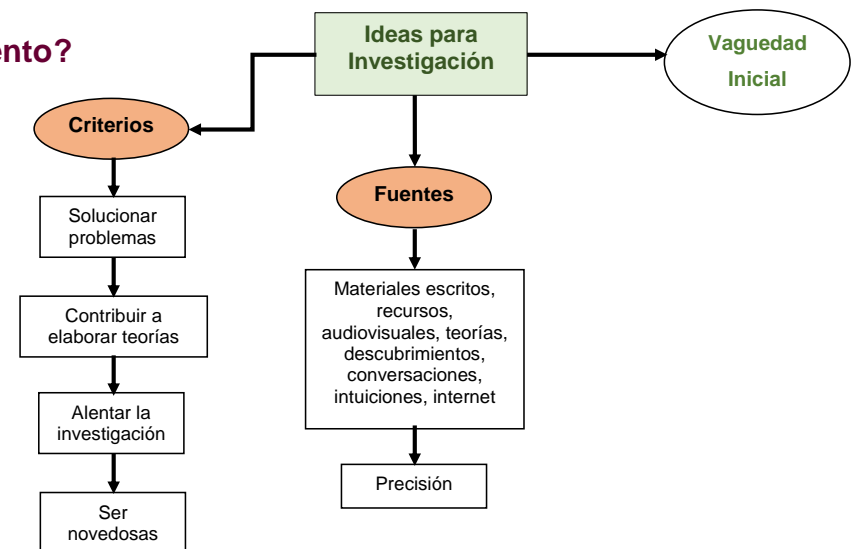 ento?
Ideas para
Investigación
Vaguedad
Inicial
Criterios
Fuentes
Solucionar
problemas
Contribuir a
elaborar teorías
Alentar la
investigación
Ser
novedosas
Materiales escritos,
recursos,
audiovisuales, teorías,
descubrimientos,
conversaciones,
intuiciones, internet
Precisión